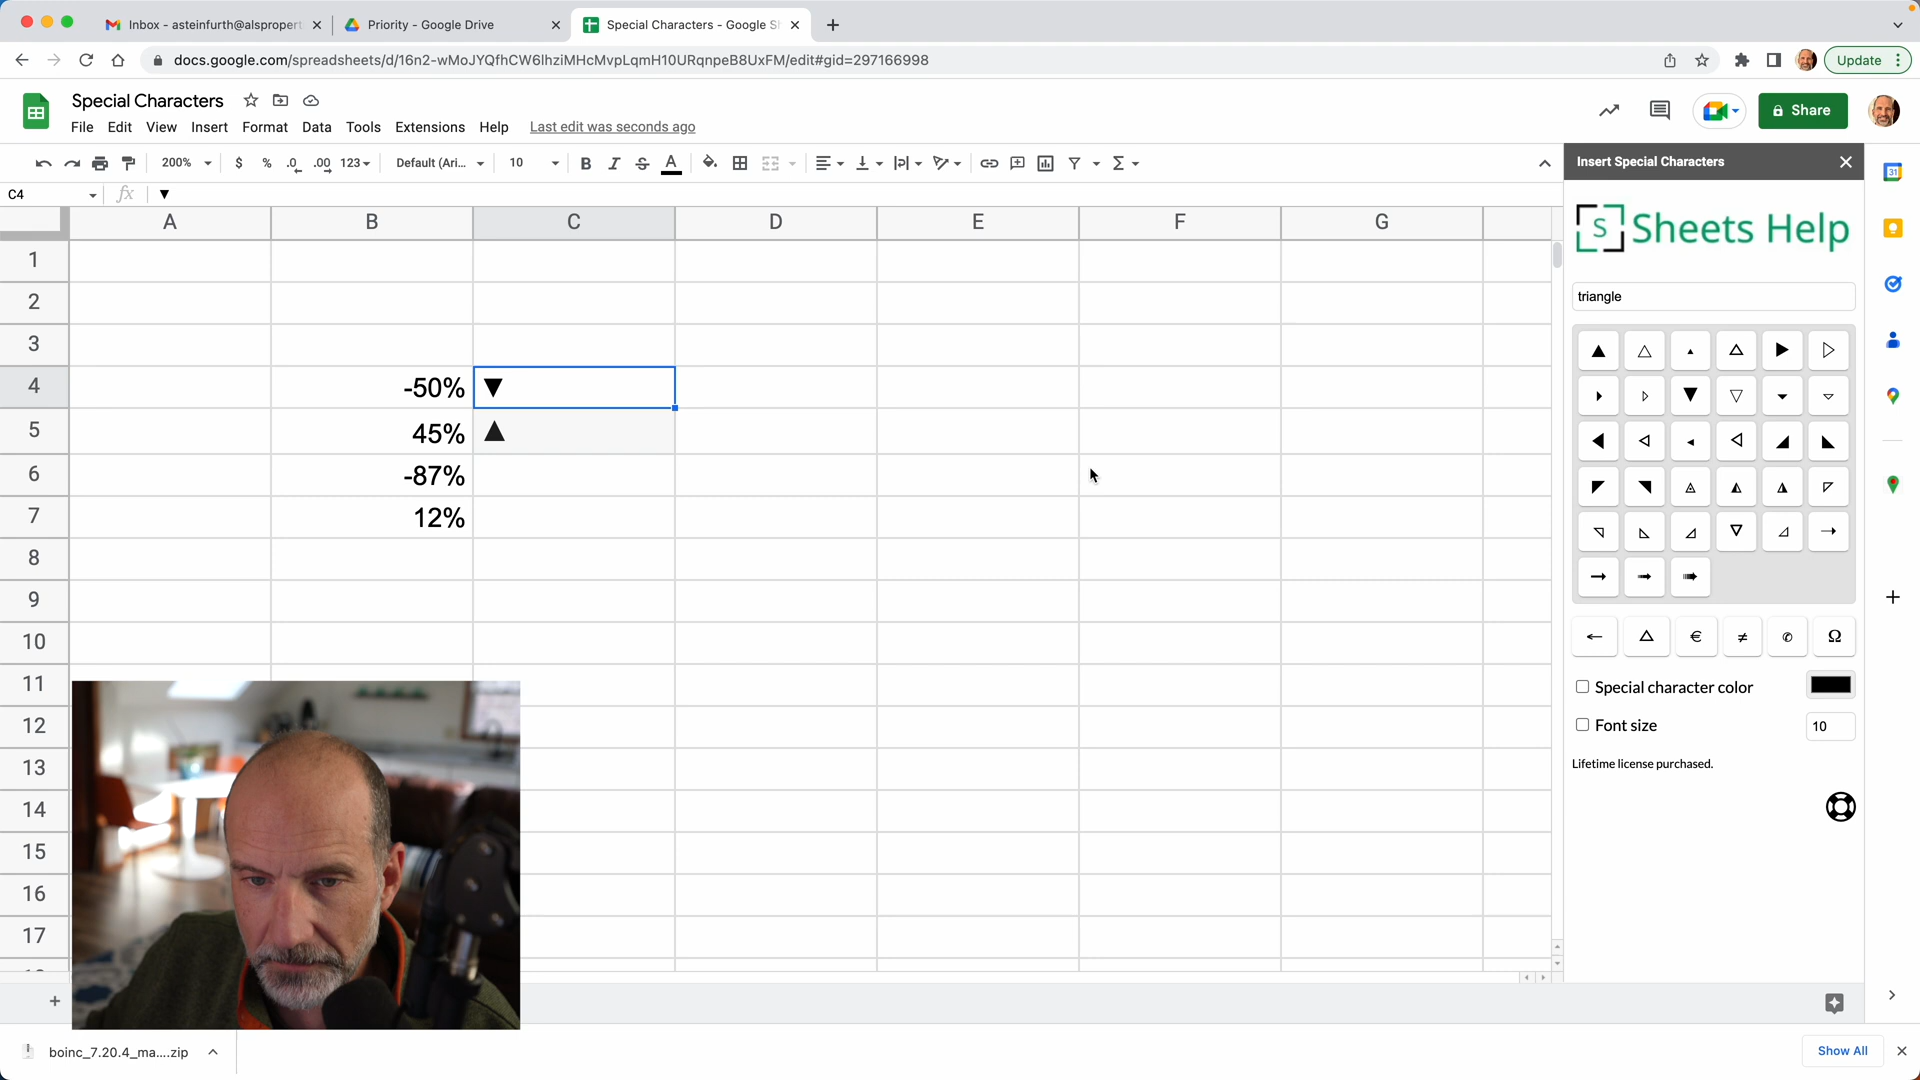 Inbox - asteinfurth@alspropert
Priority - Google Drive
Special Characters - Google Sh
docs.google.com/spreadsheets/d/16n2-wMoJYQfhCW6lhziMHcMvpLqmH10URqnpeB8UxFM/edit#gid=297166998
Update
Special Characters
File Edit View Insert Format Data Tools Extensions Help Last edit was seconds ago
Share
200% $ % .0 .00 123 Default (Ari... 10 B I S A Σ
Insert Special Characters
C4 fx ▼
S Sheets Help
A B C D E F G
1
2
3
4 -50% ▼
5 45% ▲
6 -87%
7 12%
8
9
10
11
12
13
14
15
16
17
triangle
← △ € ≠ ✆ Ω
Special character color
Font size 10
Lifetime license purchased.
31
boinc_7.20.4_ma....zip
Show All